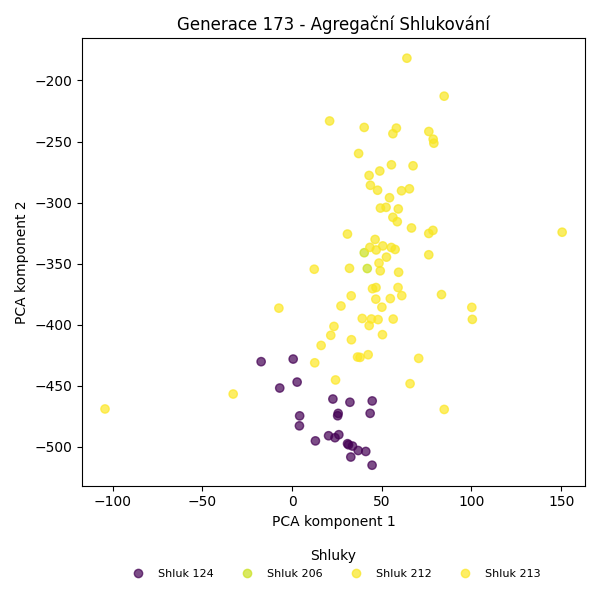 Generace 173 - Agregační Shlukování
PCA komponent 2
−200
−250
−300
−350
−400
−450
−500
−100 −50 0 50 100 150
PCA komponent 1
Shluky
Shluk 124 Shluk 206 Shluk 212 Shluk 213